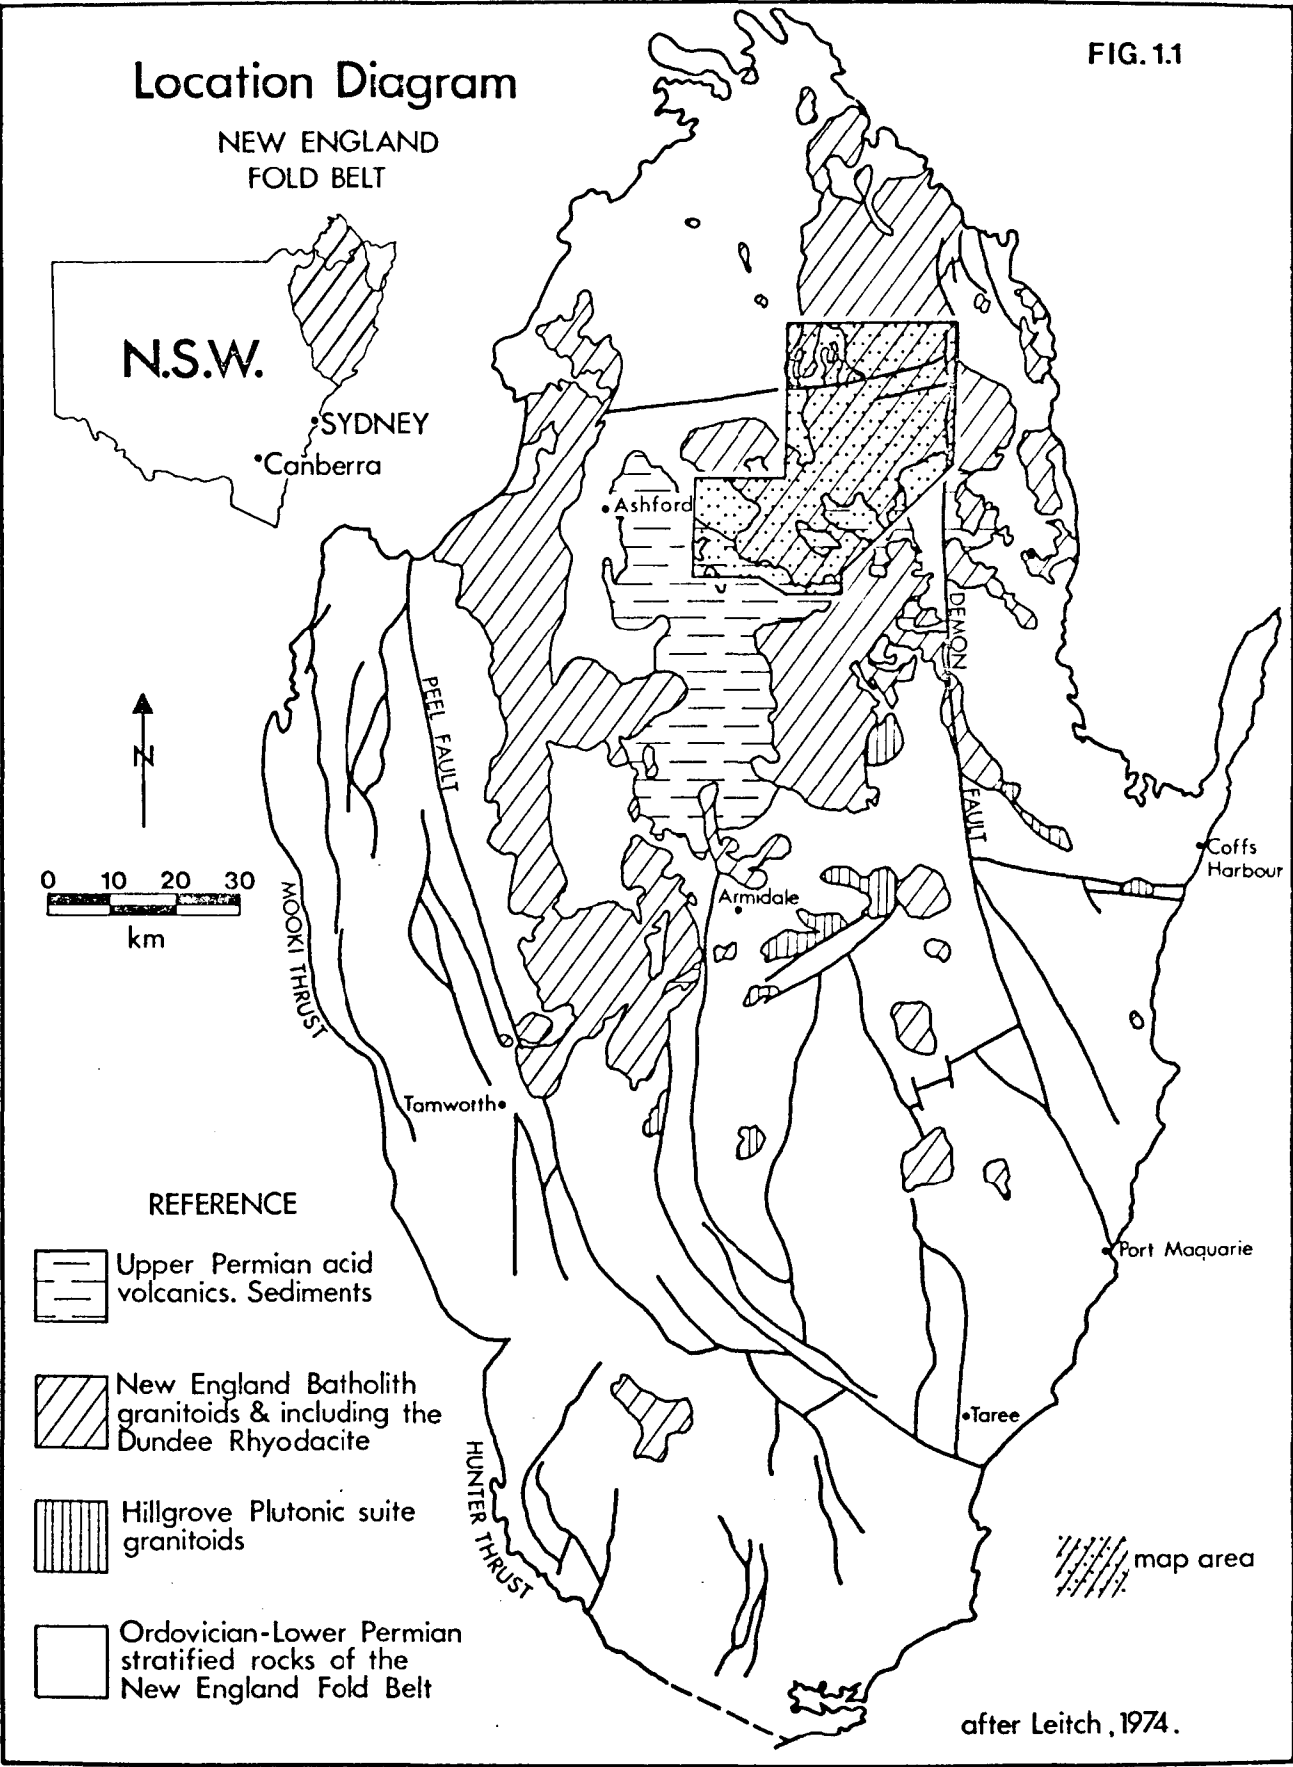 FIG. 1.1
Location Diagram
NEW ENGLAND
FOLD BELT
N.S.W.
SYDNEY
Canberra
Ashford
DEMON
FAULT
PEEL FAULT
N
0 10 20 30
km
MOOKI THRUST
Coffs
Harbour
Armidale
Tamworth
Port Maquarie
Taree
HUNTER THRUST
REFERENCE
Upper Permian acid
volcanics. Sediments
New England Batholith
granitoids & including the
Dundee Rhyodacite
Hillgrove Plutonic suite
granitoids
Ordovician-Lower Permian
stratified rocks of the
New England Fold Belt
map area
after Leitch, 1974.